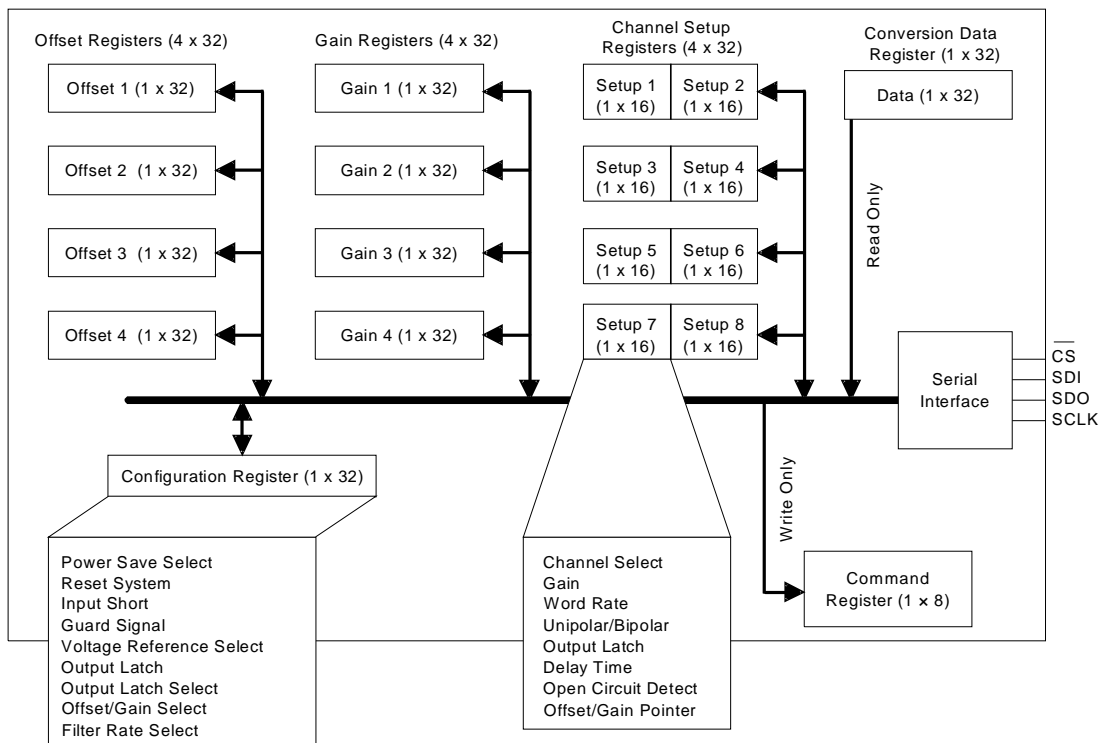 Offset Registers (4 x 32)
Offset 1 (1 x 32)
Offset 2 (1 x 32)
Offset 3 (1 x 32)
Offset 4 (1 x 32)
Gain Registers (4 x 32)
Gain 1 (1 x 32)
Gain 2 (1 x 32)
Gain 3 (1 x 32)
Gain 4 (1 x 32)
Channel Setup
Registers (4 x 32)
Setup 1
(1 x 16)
Setup 2
(1 x 16)
Setup 3
(1 x 16)
Setup 4
(1 x 16)
Setup 5
(1 x 16)
Setup 6
(1 x 16)
Setup 7
(1 x 16)
Setup 8
(1 x 16)
Conversion Data
Register (1 x 32)
Data (1 x 32)
Read Only
Serial
Interface
CS
SDI
SDO
SCLK
Configuration Register (1 x 32)
Power Save Select
Reset System
Input Short
Guard Signal
Voltage Reference Select
Output Latch
Output Latch Select
Offset/Gain Select
Filter Rate Select
Channel Select
Gain
Word Rate
Unipolar/Bipolar
Output Latch
Delay Time
Open Circuit Detect
Offset/Gain Pointer
Write Only
Command
Register (1 × 8)